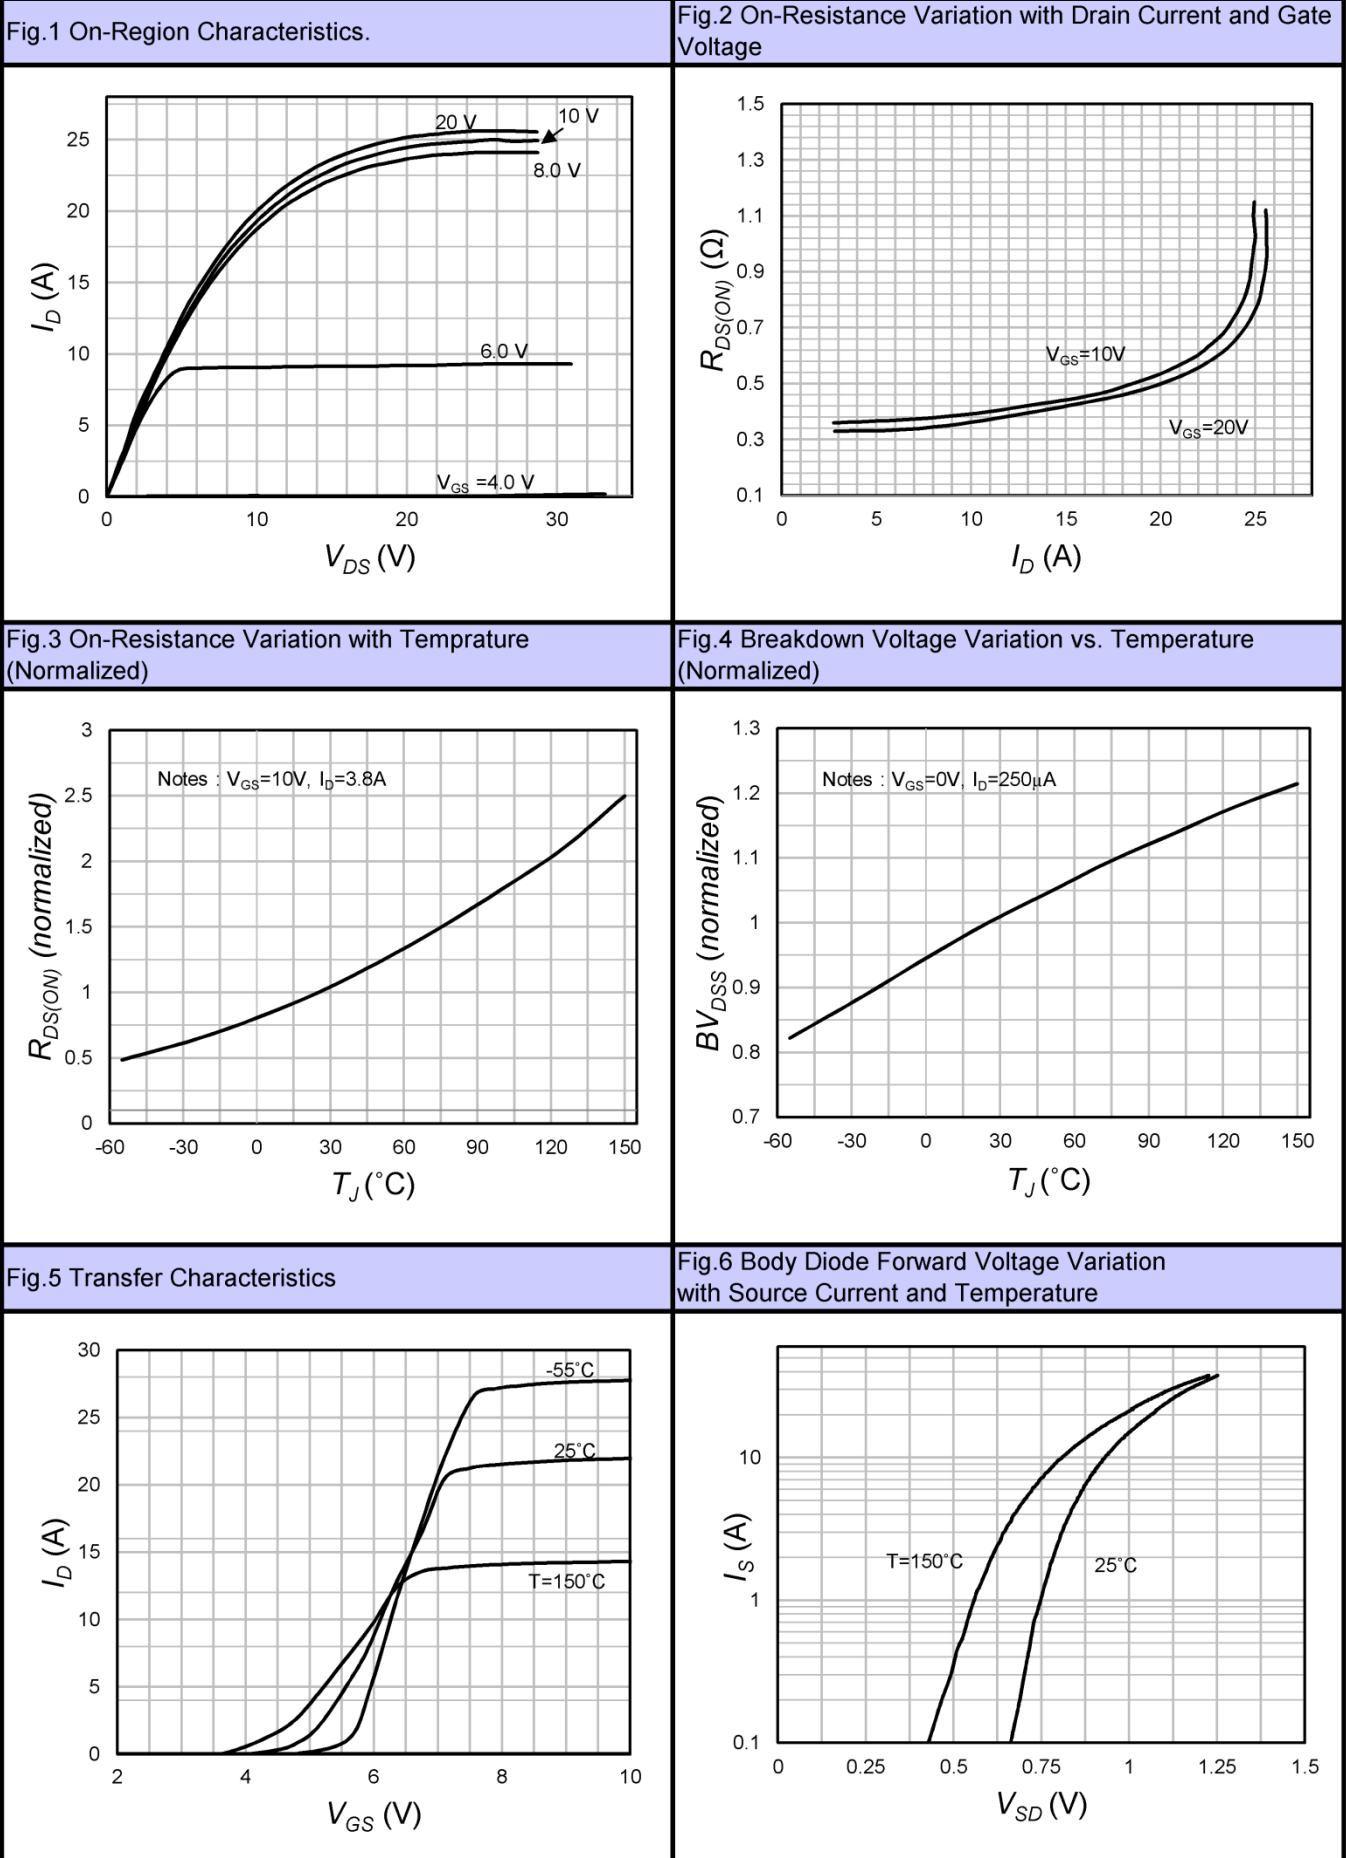 Fig.1 On-Region Characteristics.
Fig.2 On-Resistance Variation with Drain Current and Gate
Voltage
25
20
15
10
5
0
I_D (A)
20 V
10 V
8.0 V
6.0 V
V_GS =4.0 V
0 10 20 30
V_DS (V)
1.5
1.3
1.1
0.9
0.7
0.5
0.3
0.1
R_DS(ON) (Ω)
V_GS=10V
V_GS=20V
0 5 10 15 20 25
I_D (A)
Fig.3 On-Resistance Variation with Temprature
(Normalized)
Fig.4 Breakdown Voltage Variation vs. Temperature
(Normalized)
3
2.5
2
1.5
1
0.5
0
R_DS(ON) (normalized)
Notes : V_GS=10V, I_D=3.8A
-60 -30 0 30 60 90 120 150
T_J (˚C)
1.3
1.2
1.1
1
0.9
0.8
0.7
BV_DSS (normalized)
Notes : V_GS=0V, I_D=250μA
-60 -30 0 30 60 90 120 150
T_J (˚C)
Fig.5 Transfer Characteristics
Fig.6 Body Diode Forward Voltage Variation
with Source Current and Temperature
30
25
20
15
10
5
0
I_D (A)
-55˚C
25˚C
T=150˚C
2 4 6 8 10
V_GS (V)
10
1
0.1
I_S (A)
T=150˚C
25˚C
0 0.25 0.5 0.75 1 1.25 1.5
V_SD (V)